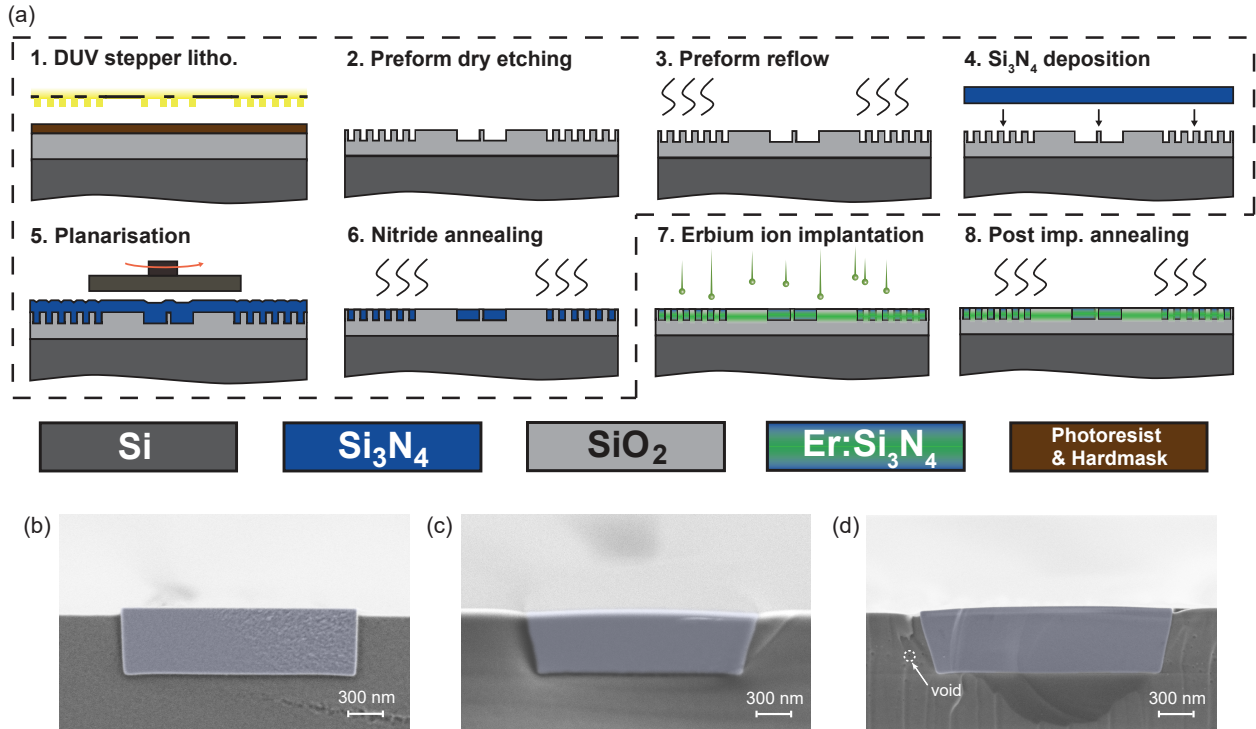 (a)
1. DUV stepper litho.
2. Preform dry etching
3. Preform reflow
4. Si₃N₄ deposition
5. Planarisation
6. Nitride annealing
7. Erbium ion implantation
8. Post imp. annealing
Si
Si₃N₄
SiO₂
Er:Si₃N₄
Photoresist
& Hardmask
(b)
300 nm
(c)
300 nm
(d)
void
300 nm